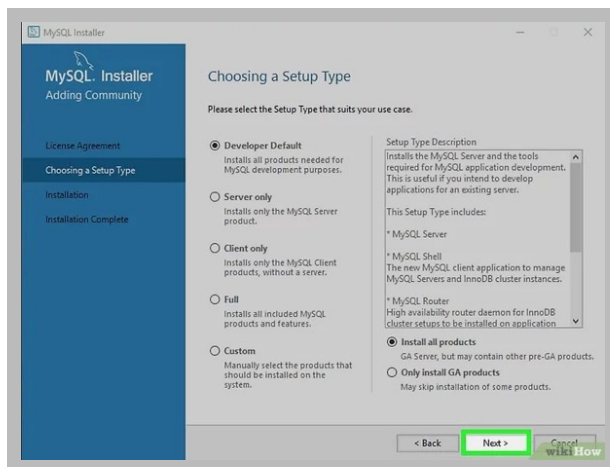 MySQL Installer
MySQL. Installer
Adding Community
License Agreement
Choosing a Setup Type
Installation
Installation Complete
Choosing a Setup Type
Please select the Setup Type that suits your use case.
Developer Default
Installs all products needed for
MySQL development purposes.
Server only
Installs only the MySQL Server
product.
Client only
Installs only the MySQL Client
products, without a server.
Full
Installs all included MySQL
products and features.
Custom
Manually select the products that
should be installed on the
system.
Setup Type Description
Installs the MySQL Server and the tools
required for MySQL application development.
This is useful if you intend to develop
applications for an existing server.
This Setup Type includes:
* MySQL Server
* MySQL Shell
The new MySQL client application to manage
MySQL Servers and InnoDB cluster instances.
* MySQL Router
High availability router daemon for InnoDB
cluster setups to be installed on application
Install all products
GA Server, but may contain other pre-GA products.
Only install GA products
May skip installation of some products.
< Back
Next >
Cancel
wikiHow